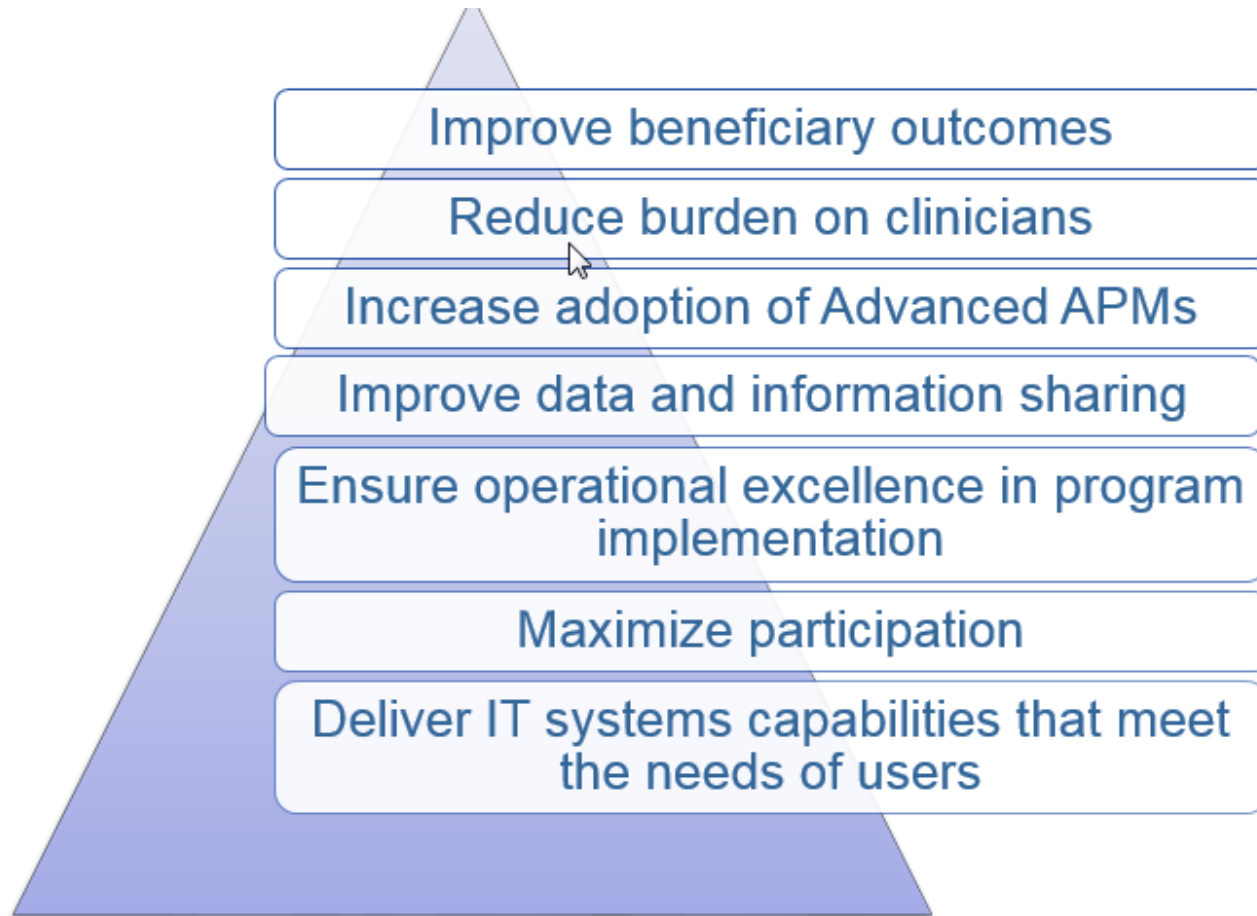 Improve beneficiary outcomes
Reduce burden on clinicians
Increase adoption of Advanced APMs
Improve data and information sharing
Ensure operational excellence in program
implementation
Maximize participation
Deliver IT systems capabilities that meet
the needs of users